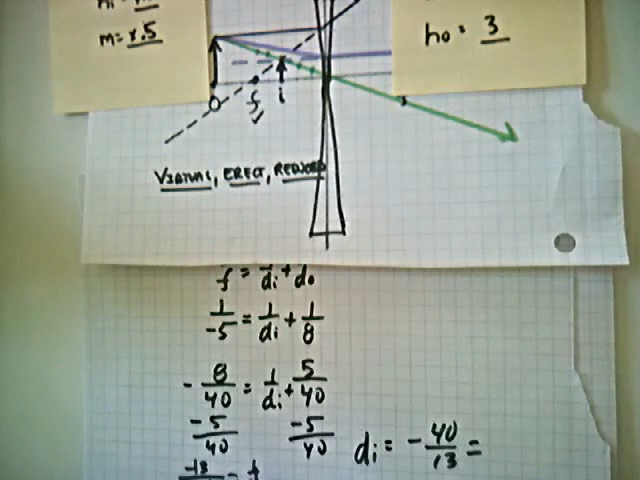 m= x.5
ho = 3
O
f
i
VIRTUAL, ERECT, REDUCED
f = di + do
1/-5 = 1/di + 1/8
- 8/40 = 1/di + 5/40
-5/40 -5/40
di = - 40/13 =
-13